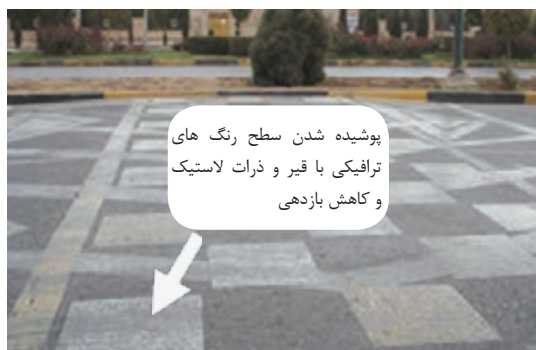 پوشیده شدن سطح رنگ های
ترافیکی با قیر و ذرات لاستیک
و کاهش بازدهی